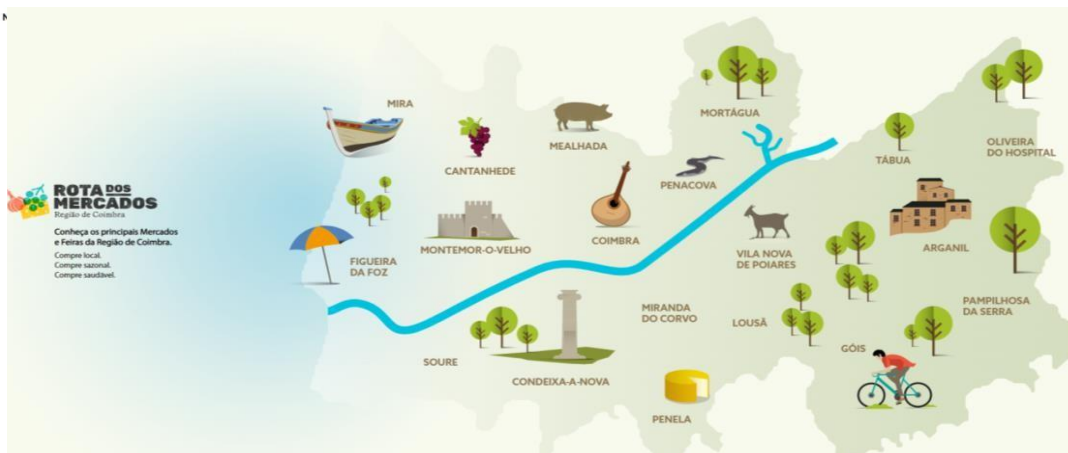 ROTA DOS
MERCADOS
Região de Coimbra
Conheça os principais Mercados
e Feiras da Região de Coimbra.
Compre local.
Compre sazonal.
Compre saudável.
MIRA
CANTANHEDE
MEALHADA
MORTÁGUA
PENACOVA
TÁBUA
OLIVEIRA
DO HOSPITAL
FIGUEIRA
DA FOZ
MONTEMOR-O-VELHO
COIMBRA
VILA NOVA
DE POIARES
ARGANIL
SOURE
CONDEIXA-A-NOVA
MIRANDA
DO CORVO
LOUSÃ
GÓIS
PAMPILHOSA
DA SERRA
PENELA